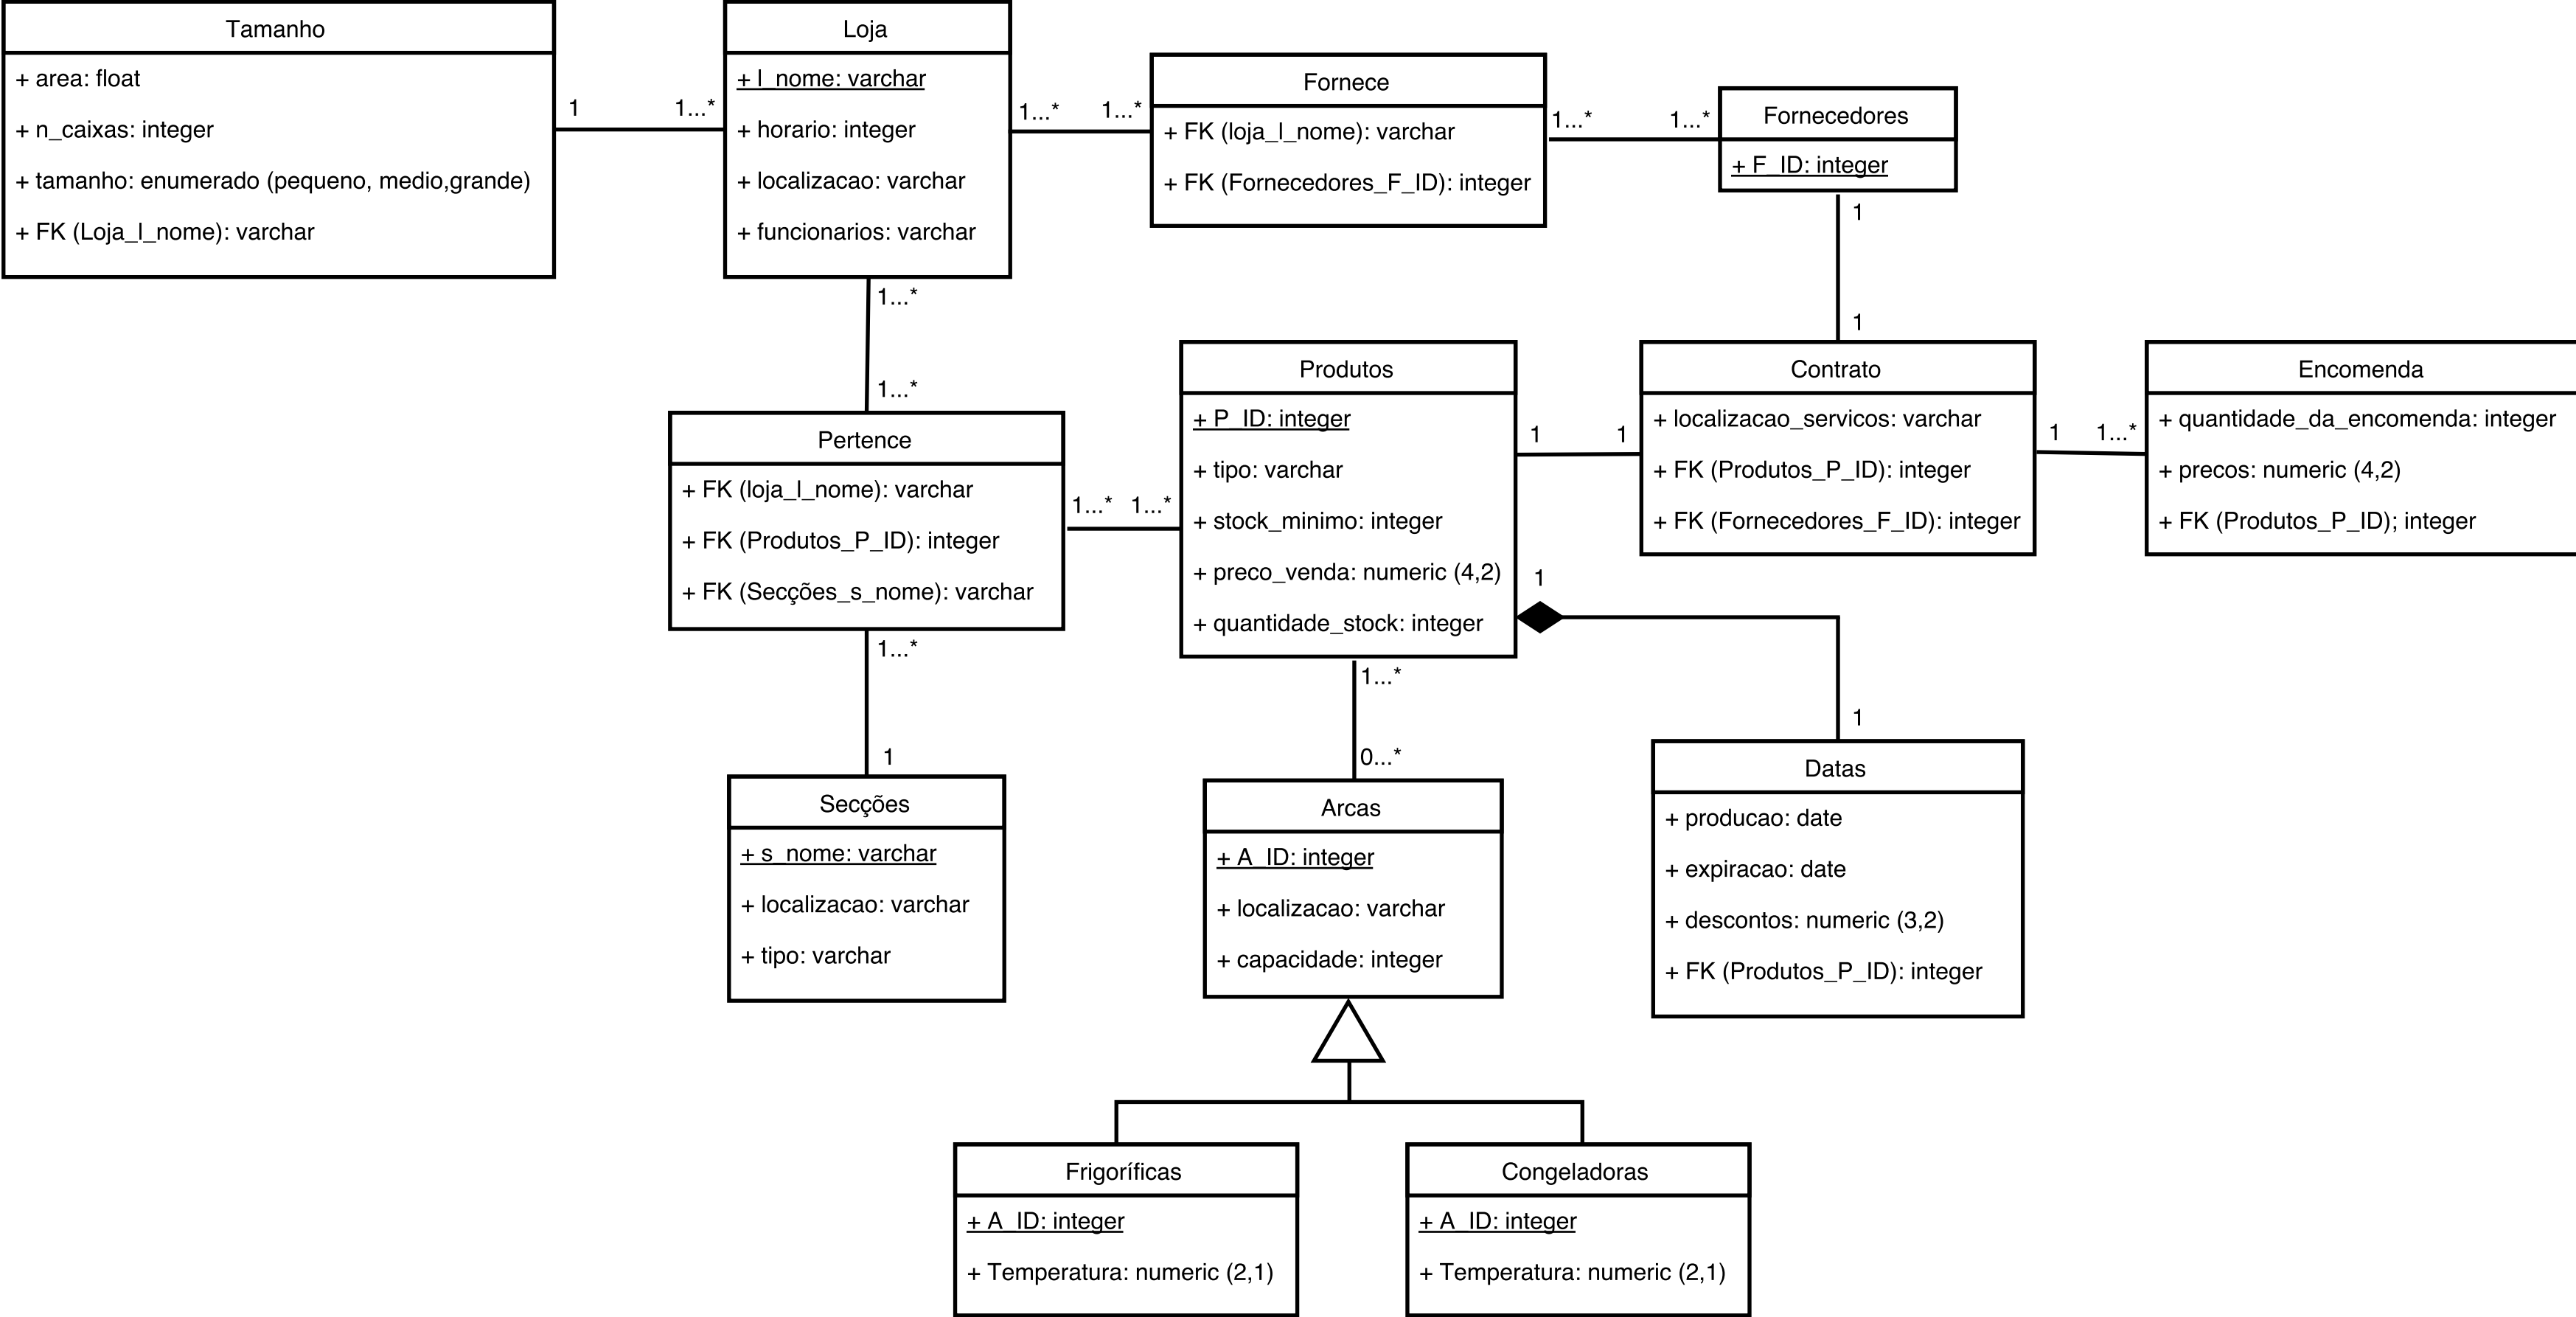 Tamanho
+ area: float
+ n_caixas: integer
+ tamanho: enumerado (pequeno, medio,grande)
+ FK (Loja_l_nome): varchar
1
1...*
Loja
+ l_nome: varchar
+ horario: integer
+ localizacao: varchar
+ funcionarios: varchar
1...*
1...*
Fornece
+ FK (loja_l_nome): varchar
+ FK (Fornecedores_F_ID): integer
1...*
1...*
Fornecedores
+ F_ID: integer
1
1
1...*
1...*
Pertence
+ FK (loja_l_nome): varchar
+ FK (Produtos_P_ID): integer
+ FK (Secções_s_nome): varchar
1...*
1...*
Produtos
+ P_ID: integer
+ tipo: varchar
+ stock_minimo: integer
+ preco_venda: numeric (4,2)
+ quantidade_stock: integer
1
1
Contrato
+ localizacao_servicos: varchar
+ FK (Produtos_P_ID): integer
+ FK (Fornecedores_F_ID): integer
1
1...*
Encomenda
+ quantidade_da_encomenda: integer
+ precos: numeric (4,2)
+ FK (Produtos_P_ID); integer
1
1
1...*
1
1...*
0...*
Secções
+ s_nome: varchar
+ localizacao: varchar
+ tipo: varchar
Arcas
+ A_ID: integer
+ localizacao: varchar
+ capacidade: integer
Datas
+ producao: date
+ expiracao: date
+ descontos: numeric (3,2)
+ FK (Produtos_P_ID): integer
Frigoríficas
+ A_ID: integer
+ Temperatura: numeric (2,1)
Congeladoras
+ A_ID: integer
+ Temperatura: numeric (2,1)